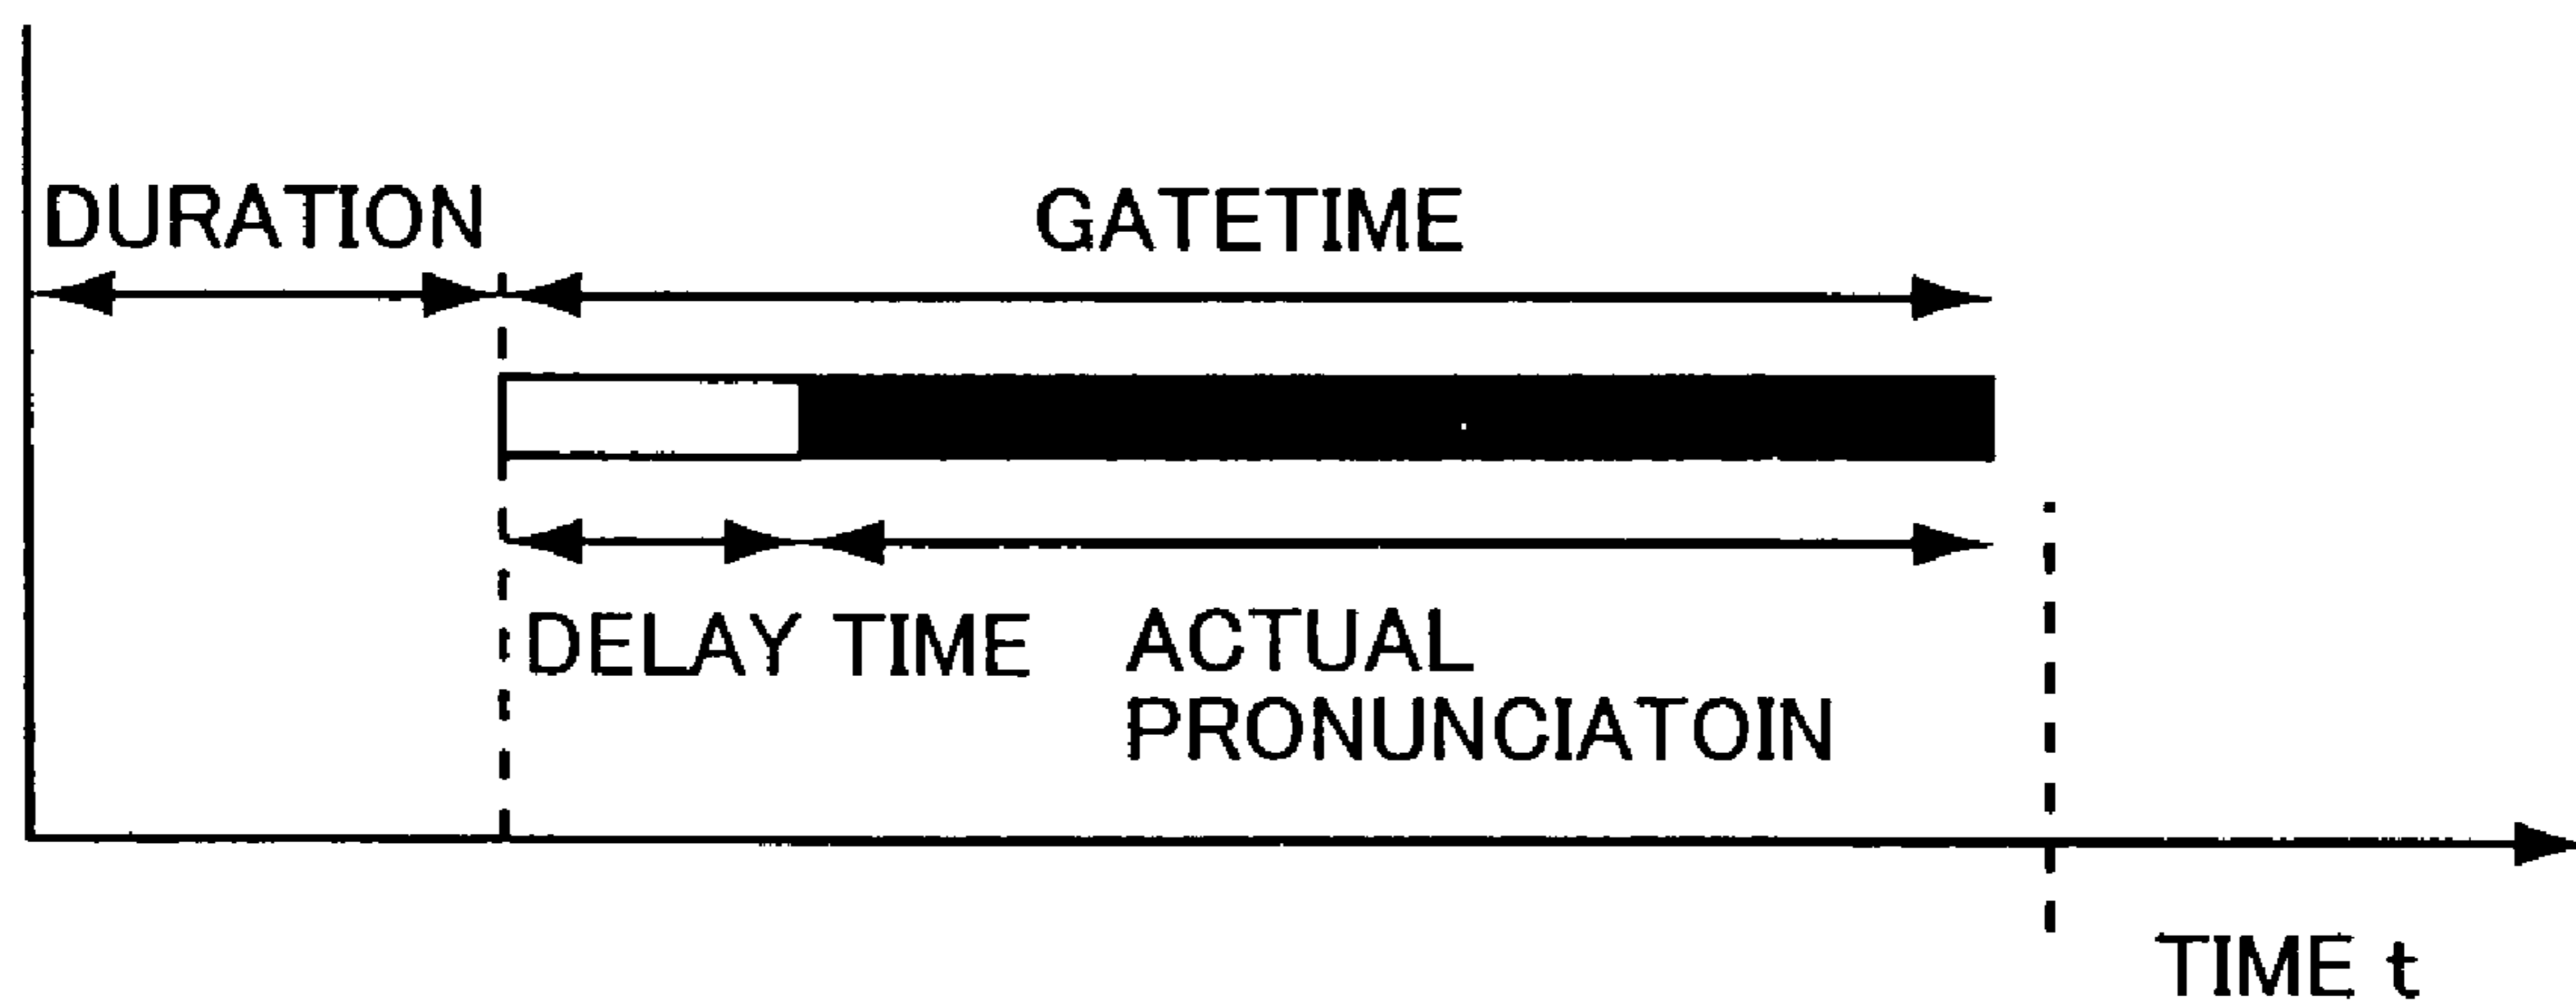 DURATION
GATETIME
DELAY TIME
ACTUAL
PRONUNCIATOIN
TIME t